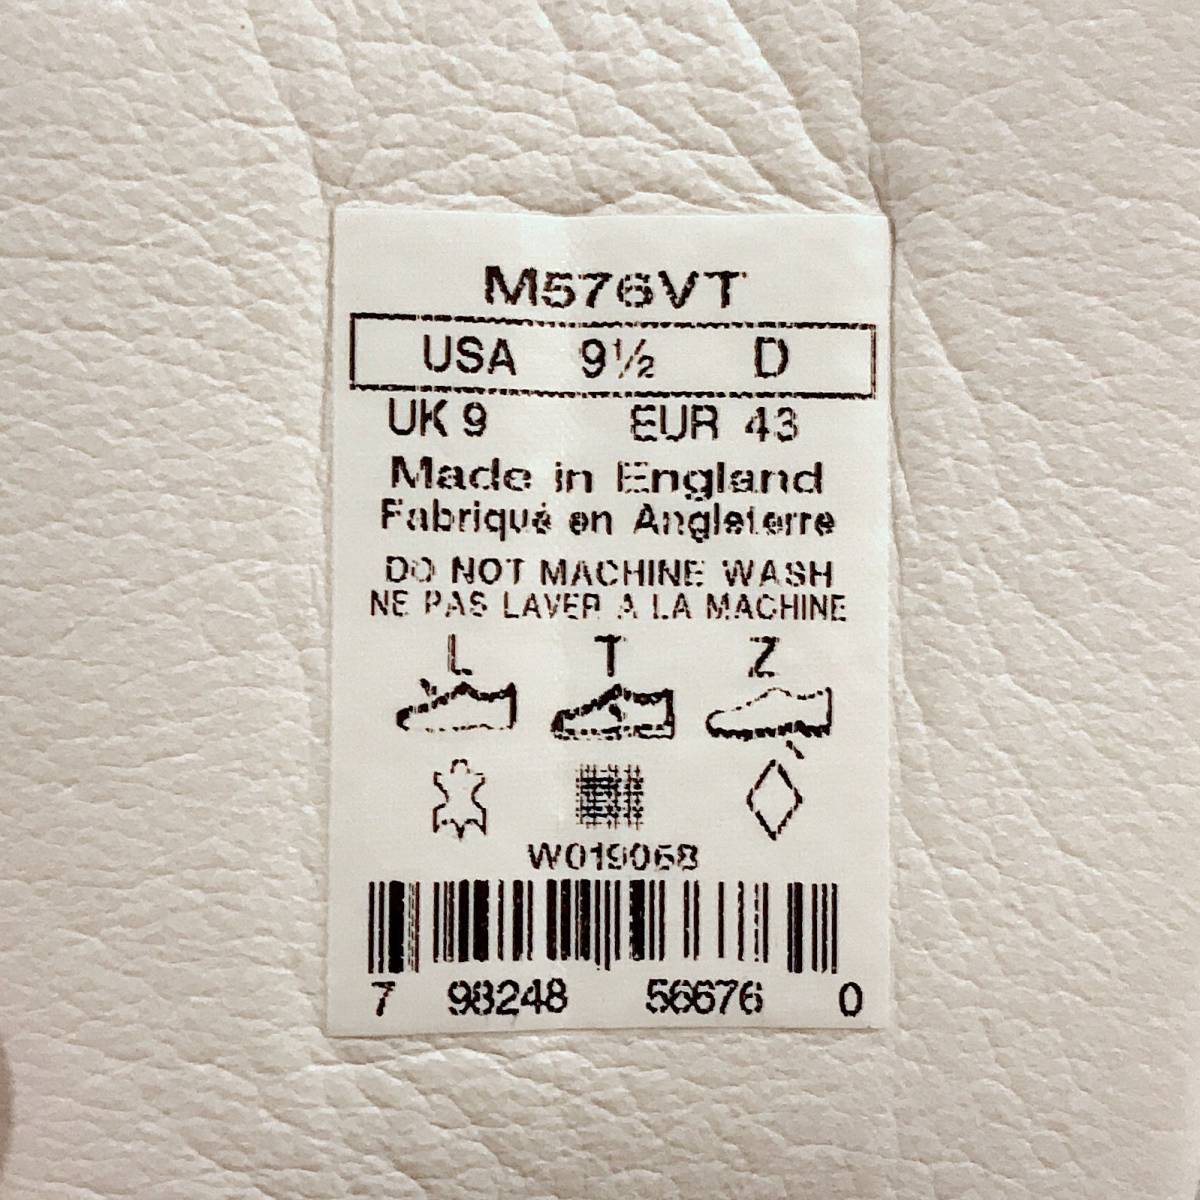 M576VT
USA 9½ D
UK 9 EUR 43
Made in England
Fabriqué en Angleterre
DO NOT MACHINE WASH
NE PAS LAVER A LA MACHINE
L T Z
W019068
7 98248 56676 0